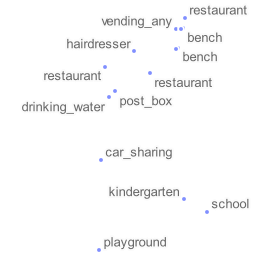 restaurant
vending_any
bench
hairdresser
bench
restaurant
restaurant
post_box
drinking_water
car_sharing
kindergarten
school
playground